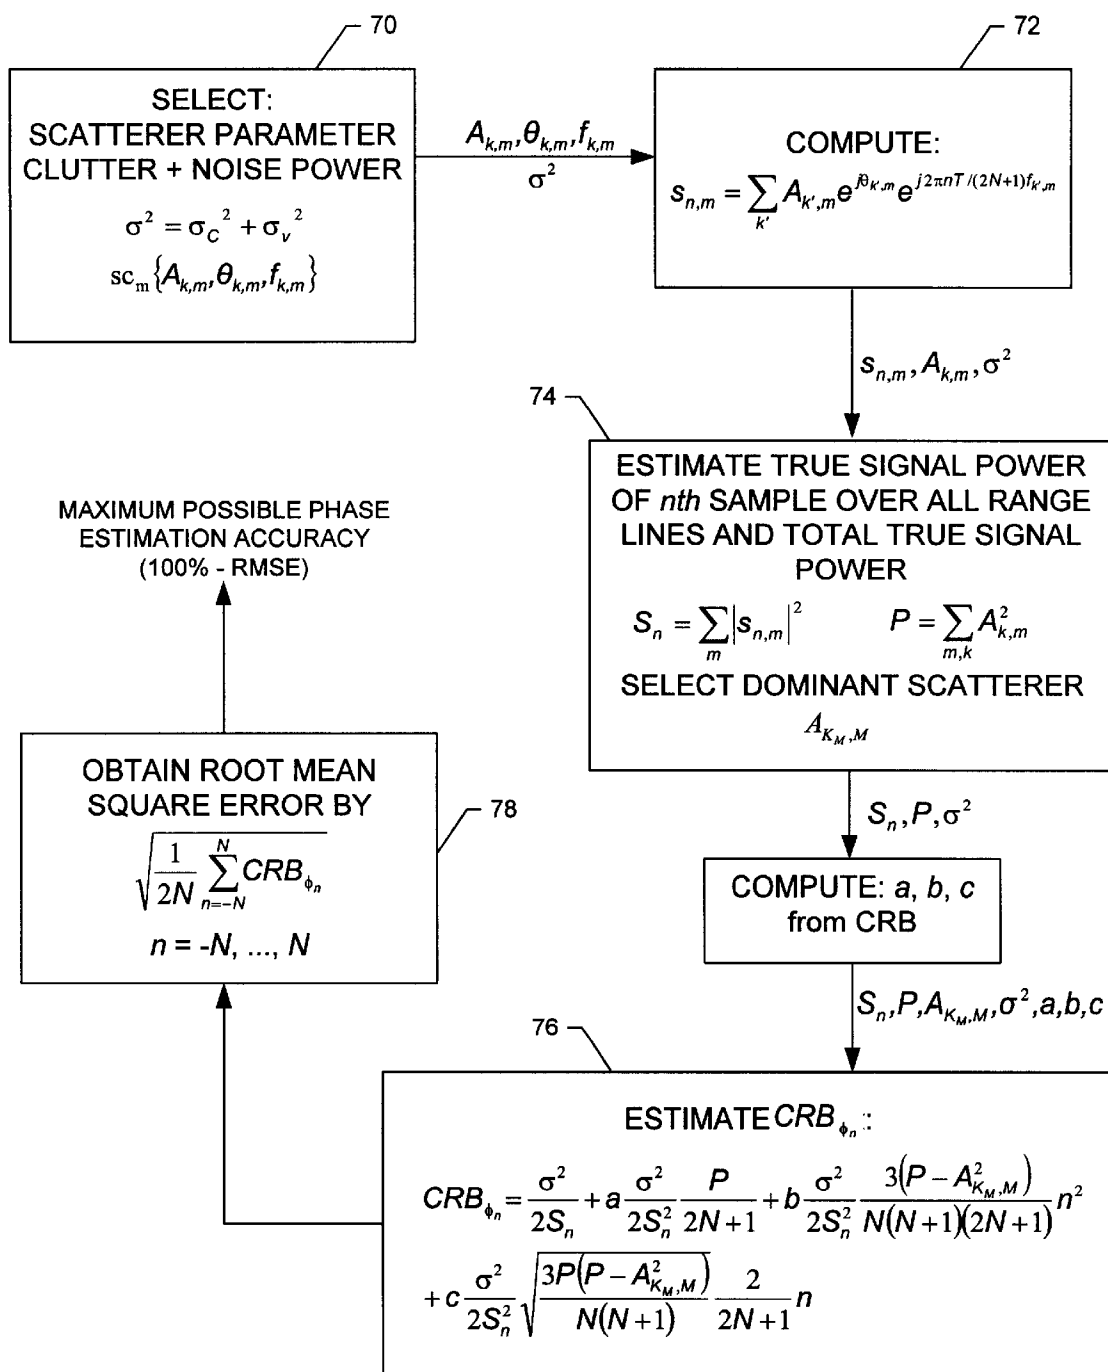 70
SELECT:
SCATTERER PARAMETER
CLUTTER + NOISE POWER
σ² = σ_C² + σ_v²
sc_m{A_{k,m},θ_{k,m},f_{k,m}}
A_{k,m},θ_{k,m},f_{k,m}
σ²
72
COMPUTE:
s_{n,m} = ∑_{k'} A_{k',m} e^{jθ_{k',m}} e^{j2πnT/(2N+1)f_{k',m}}
s_{n,m}, A_{k,m}, σ²
74
ESTIMATE TRUE SIGNAL POWER
OF nth SAMPLE OVER ALL RANGE
LINES AND TOTAL TRUE SIGNAL
POWER
S_n = ∑_m |s_{n,m}|² P = ∑_{m,k} A²_{k,m}
SELECT DOMINANT SCATTERER
A_{K_M,M}
S_n, P, σ²
COMPUTE: a, b, c
from CRB
S_n, P, A_{K_M,M}, σ², a, b, c
76
ESTIMATE CRB_{ϕ_n}:
CRB_{ϕ_n} = σ²/2S_n + a σ²/2S_n² P/2N+1 + b σ²/2S_n² 3(P − A²_{K_M,M})/N(N+1)(2N+1) n²
+ c σ²/2S_n² √(3P(P − A²_{K_M,M})/N(N+1)) 2/2N+1 n
78
OBTAIN ROOT MEAN
SQUARE ERROR BY
√(1/2N ∑_{n=-N}^{N} CRB_{ϕ_n})
n = -N, ..., N
MAXIMUM POSSIBLE PHASE
ESTIMATION ACCURACY
(100% - RMSE)